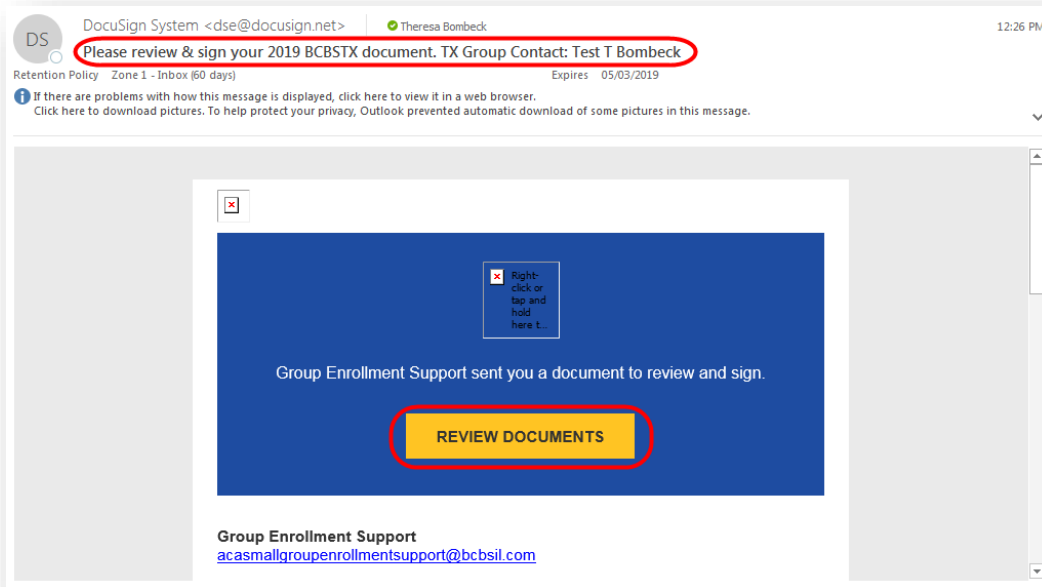 DS
DocuSign System <dse@docusign.net>
Theresa Bombeck
12:26 PM
Please review & sign your 2019 BCBSTX document. TX Group Contact: Test T Bombeck
Retention Policy Zone 1 - Inbox (60 days)
Expires 05/03/2019
If there are problems with how this message is displayed, click here to view it in a web browser.
Click here to download pictures. To help protect your privacy, Outlook prevented automatic download of some pictures in this message.
Right-
click or
tap and
hold
here t...
Group Enrollment Support sent you a document to review and sign.
REVIEW DOCUMENTS
Group Enrollment Support
acasmallgroupenrollmentsupport@bcbsil.com